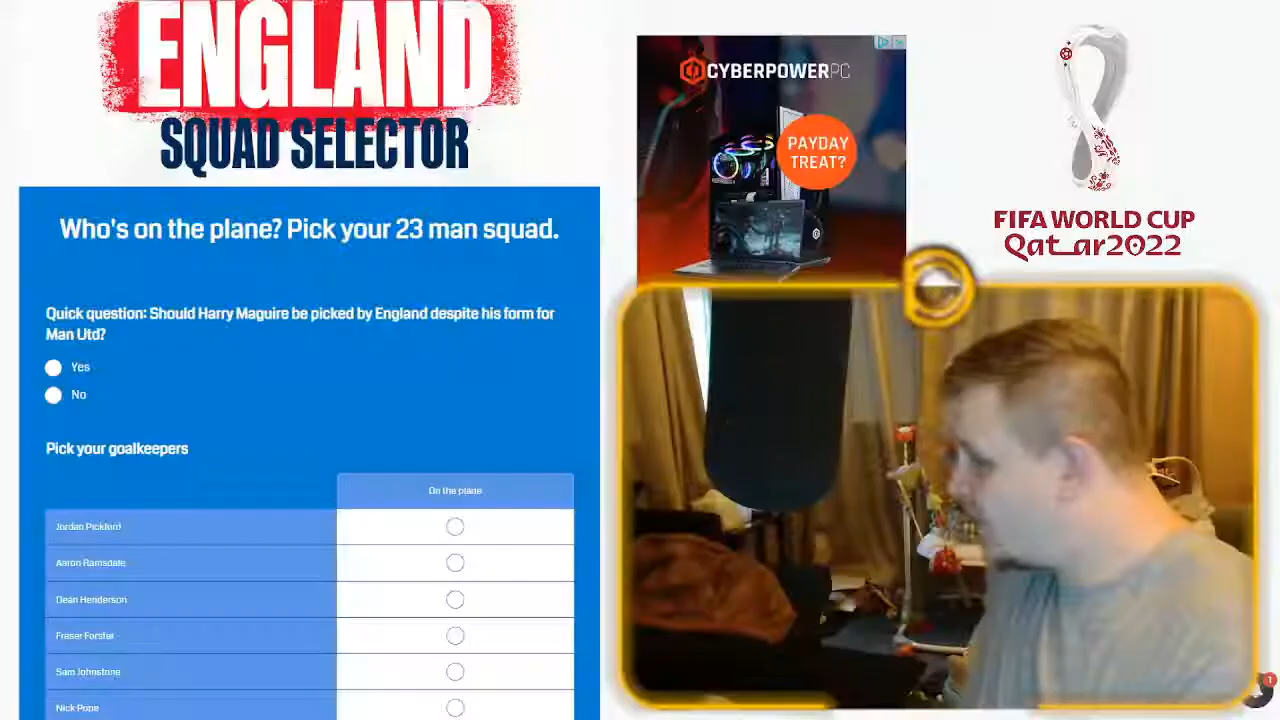 ENGLAND
SQUAD SELECTOR
Who's on the plane? Pick your 23 man squad.
Quick question: Should Harry Maguire be picked by England despite his form for
Man Utd?
Yes
No
Pick your goalkeepers
On the plane
Jordan Pickford
Aaron Ramsdale
Dean Henderson
Fraser Forster
Sam Johnstone
Nick Pope
CYBERPOWERPC
PAYDAY
TREAT?
FIFA WORLD CUP
Qatar2022
1